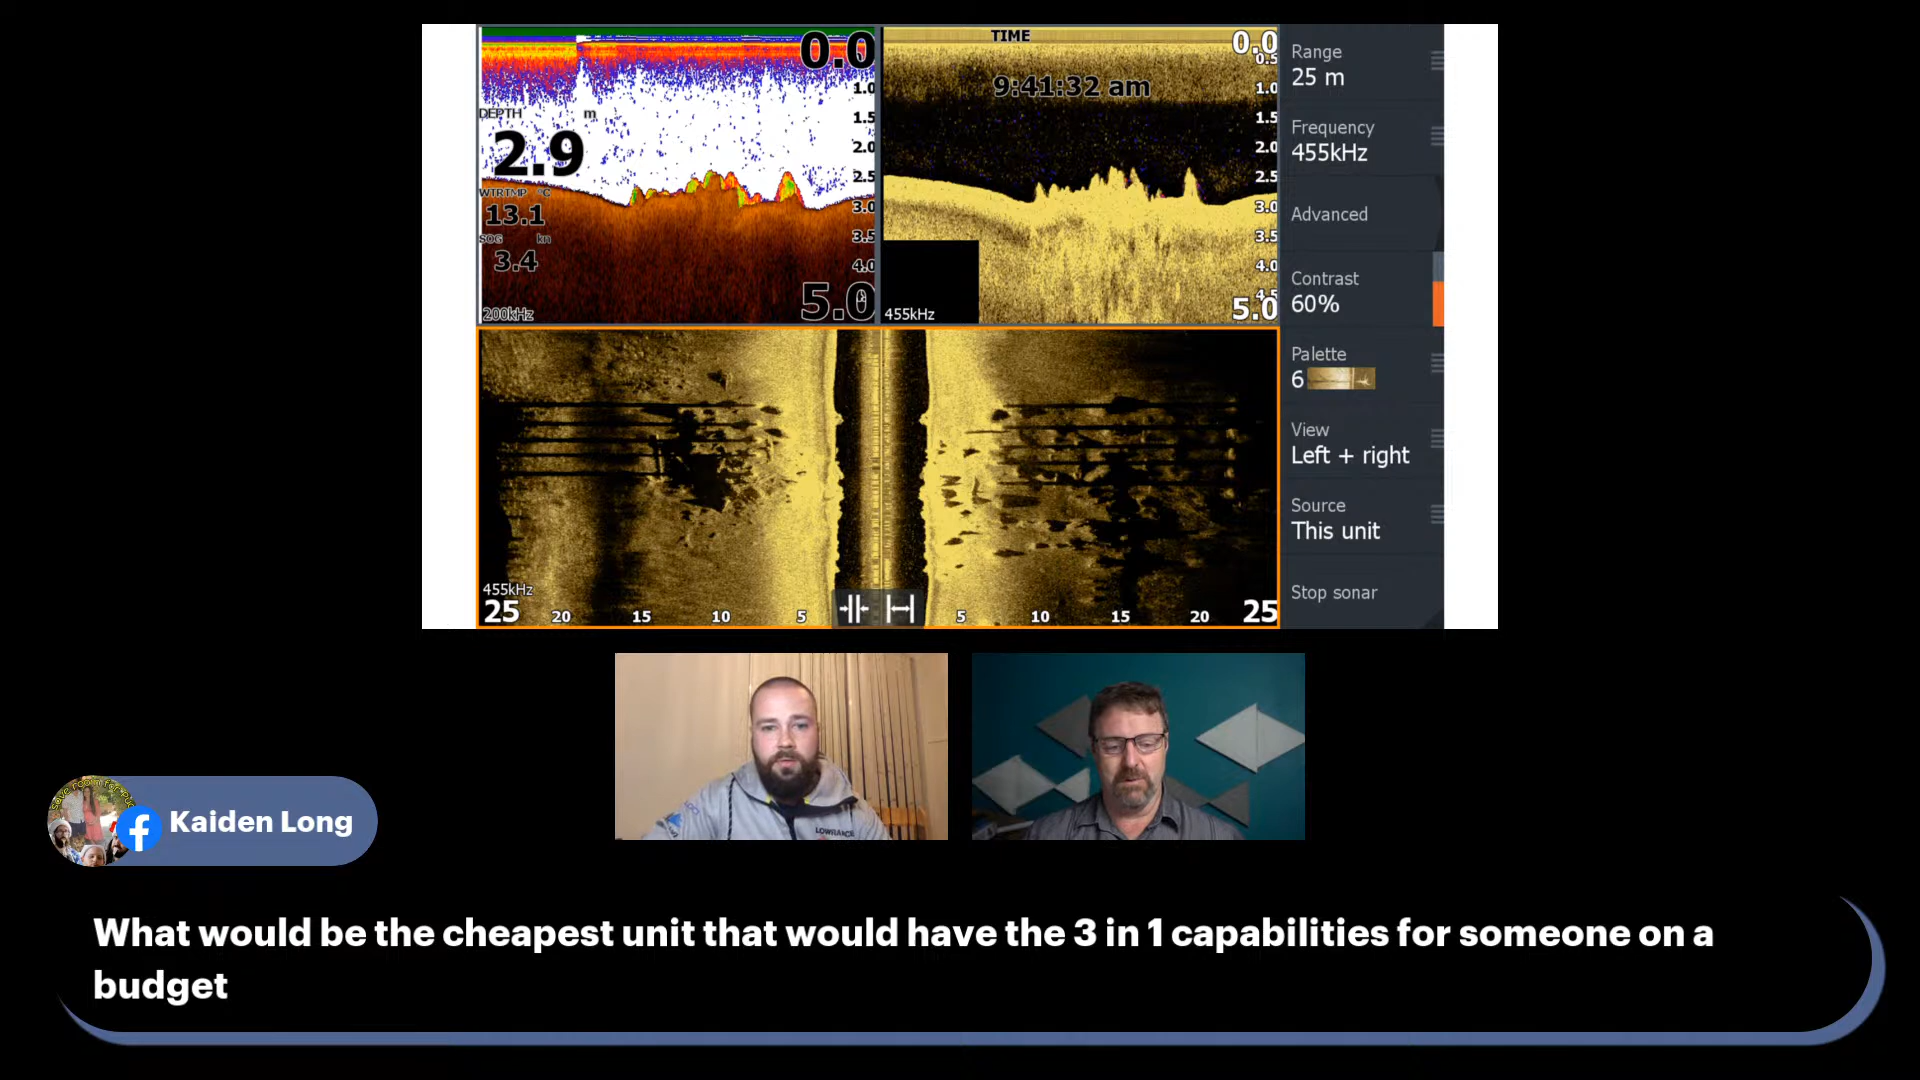 0.0
1.0
1.5
2.0
2.5
3.0
3.5
4.0
5.0
DEPTH m
2.9
WTRTMP °C
13.1
SOG kn
3.4
200kHz
TIME
9:41:32 am
0.0
0.5
1.0
1.5
2.0
2.5
3.0
3.5
4.0
4.5
5.0
455kHz
455kHz
25 20 15 10 5 5 10 15 20 25
Range
25 m
Frequency
455kHz
Advanced
Contrast
60%
Palette
6
View
Left + right
Source
This unit
Stop sonar
LOWRANCE
save room for
Kaiden Long
What would be the cheapest unit that would have the 3 in 1 capabilities for someone on a
budget